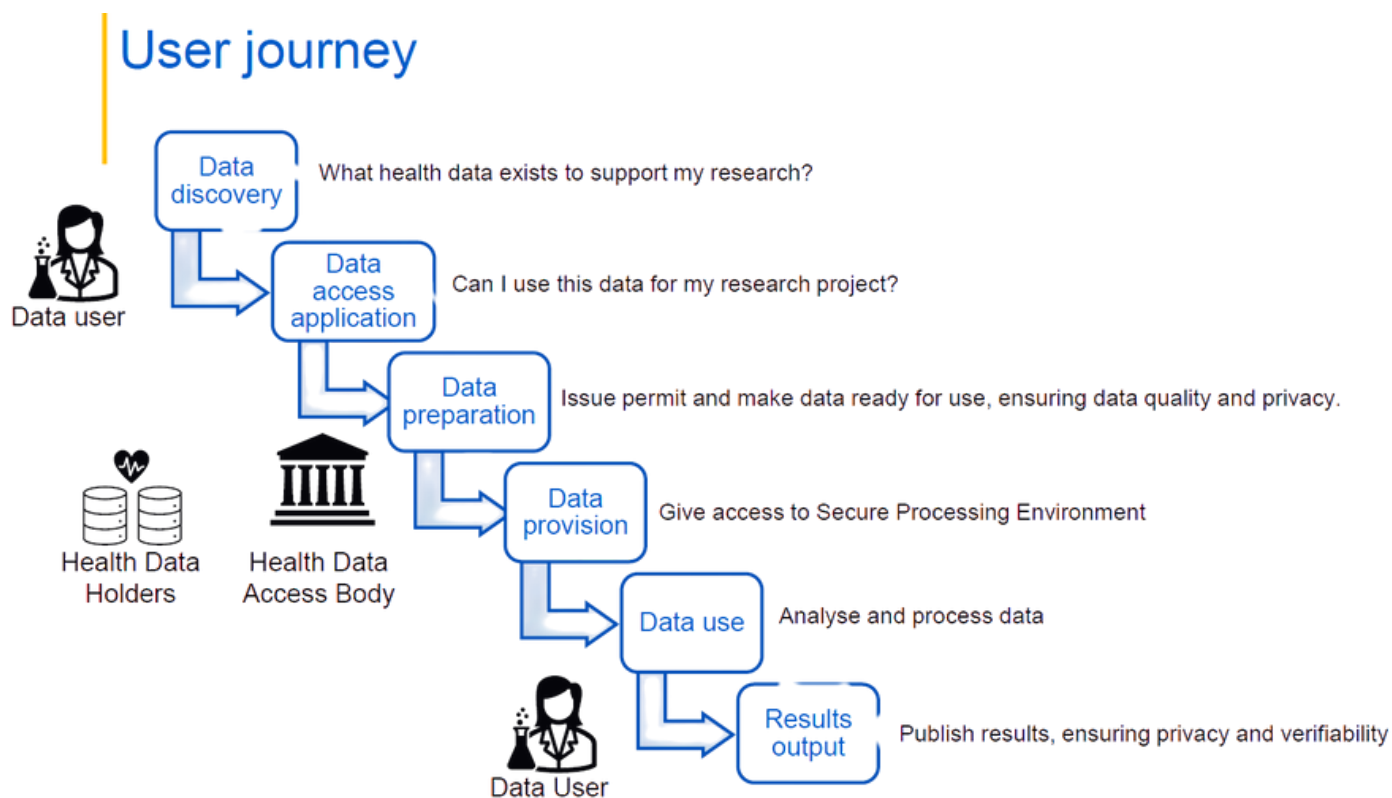 User journey
Data
discovery
What health data exists to support my research?
Data user
Data
access
application
Can I use this data for my research project?
Data
preparation
Issue permit and make data ready for use, ensuring data quality and privacy.
Health Data
Holders
Health Data
Access Body
Data
provision
Give access to Secure Processing Environment
Data use
Analyse and process data
Data User
Results
output
Publish results, ensuring privacy and verifiability